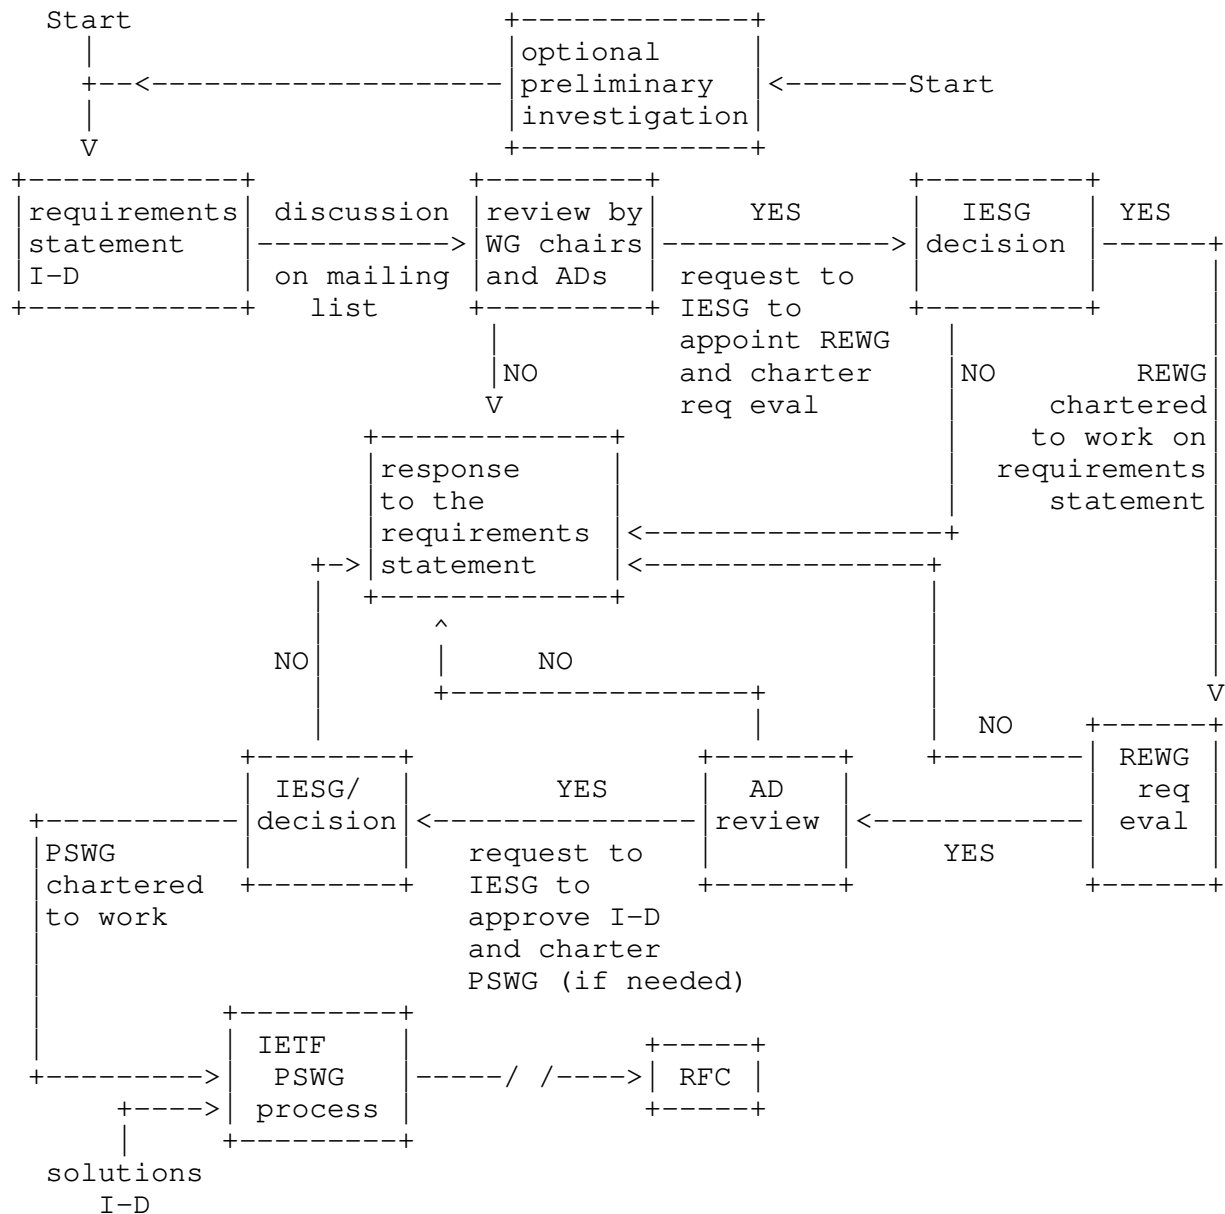 Start
optional
preliminary
investigation
Start
requirements
statement
I-D
discussion
on mailing
list
review by
WG chairs
and ADs
YES
request to
IESG to
appoint REWG
and charter
req eval
IESG
decision
YES
NO
NO
REWG
chartered
to work on
requirements
statement
response
to the
requirements
statement
NO
NO
NO
IESG/
decision
YES
request to
IESG to
approve I-D
and charter
PSWG (if needed)
AD
review
YES
REWG
req
eval
PSWG
chartered
to work
IETF
PSWG
process
RFC
solutions
I-D